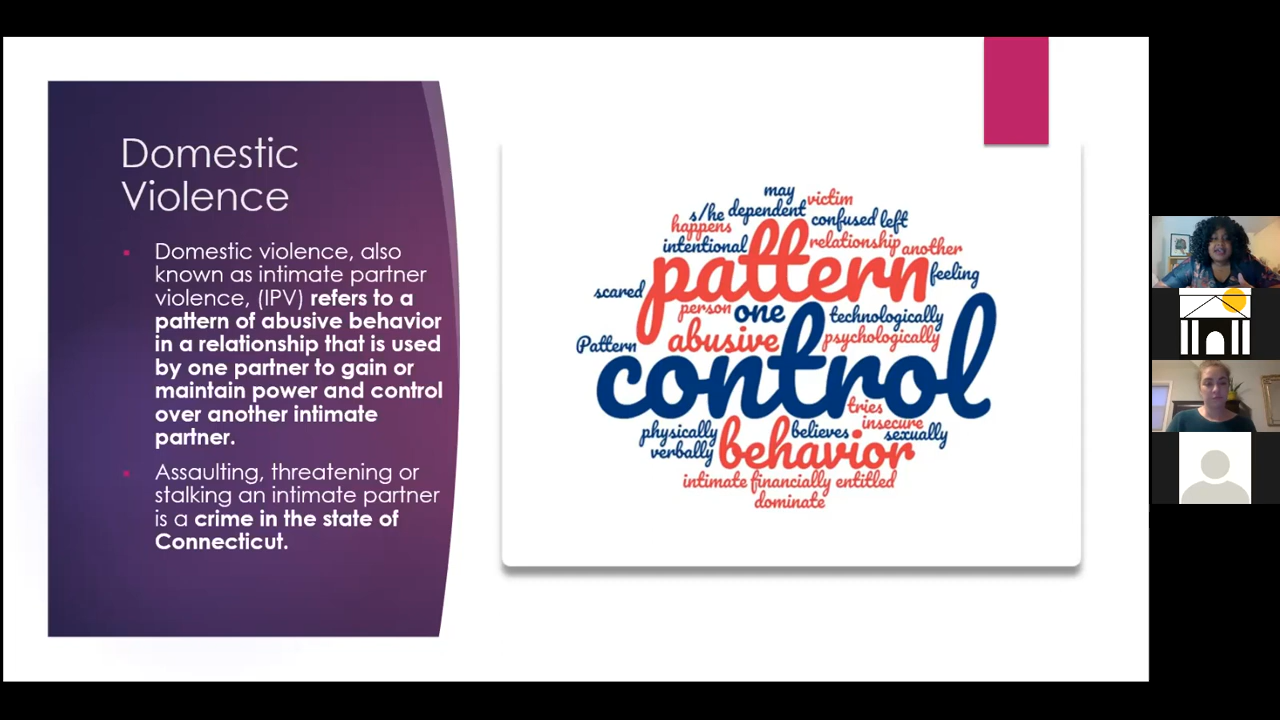 Domestic
Violence
Domestic violence, also
known as intimate partner
violence, (IPV) refers to a
pattern of abusive behavior
in a relationship that is used
by one partner to gain or
maintain power and control
over another intimate
partner.
Assaulting, threatening or
stalking an intimate partner
is a crime in the state of
Connecticut.
may
victim
s/he dependent confused left
happens
intentional relationship another
pattern feeling
scared
person one technologically
Pattern abusive psychologically
control
tries
insecure
physically believes sexually
verbally behavior
intimate financially entitled
dominate